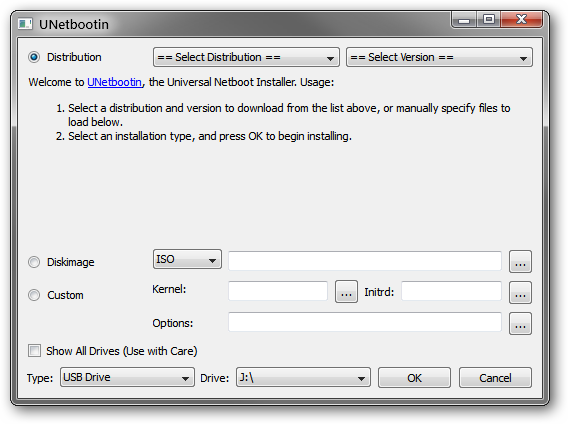 UNetbootin
Distribution == Select Distribution == == Select Version ==
Welcome to UNetbootin, the Universal Netboot Installer. Usage:
1. Select a distribution and version to download from the list above, or manually specify files to
load below.
2. Select an installation type, and press OK to begin installing.
Diskimage ISO ...
Custom Kernel: ... Initrd: ...
Options: ...
Show All Drives (Use with Care)
Type: USB Drive Drive: J:\ OK Cancel